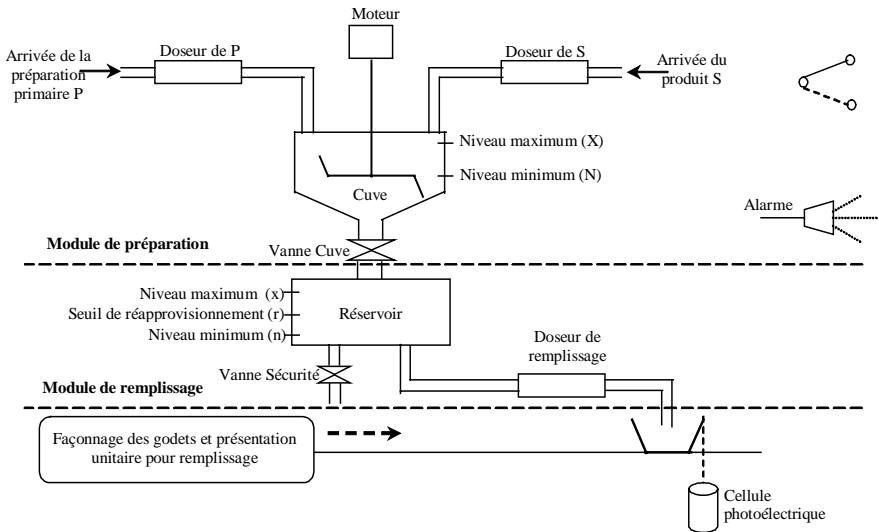 Moteur
Arrivée de la
préparation
primaire P
Doseur de P
Doseur de S
Arrivée du
produit S
Niveau maximum (X)
Niveau minimum (N)
Cuve
Alarme
Module de préparation
Vanne Cuve
Niveau maximum (x)
Seuil de réapprovisionnement (r)
Niveau minimum (n)
Réservoir
Doseur de
remplissage
Vanne Sécurité
Module de remplissage
Façonnage des godets et présentation
unitaire pour remplissage
Cellule
photoélectrique